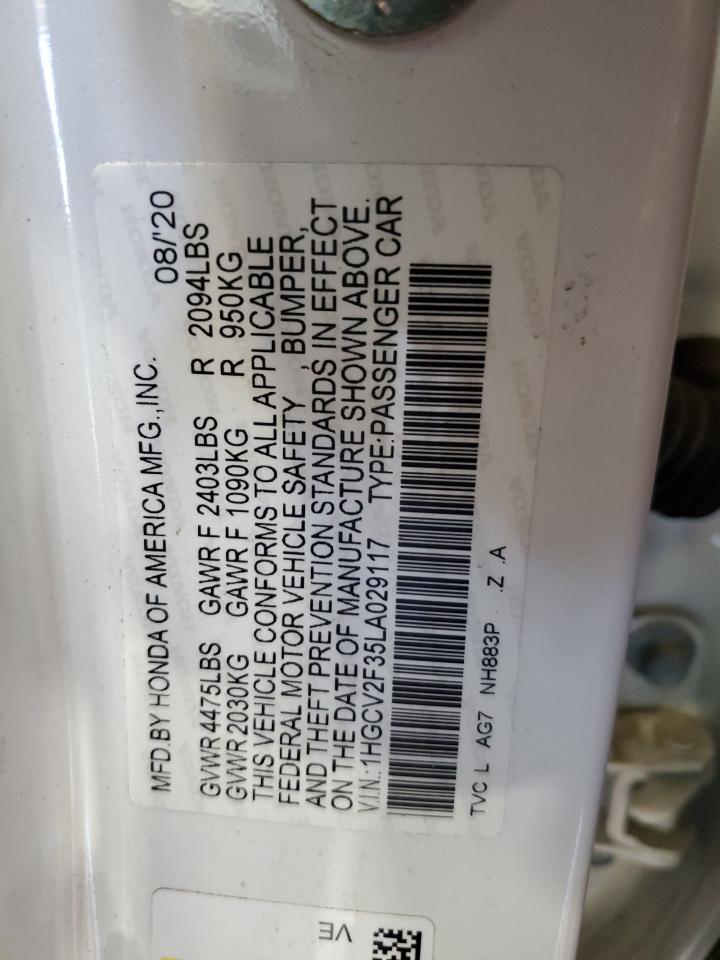 MFD.BY HONDA OF AMERICA MFG.,INC. 08/'20
GVWR 4475LBS GAWR F 2403LBS R 2094LBS
GVWR 2030KG GAWR F 1090KG R 950KG
THIS VEHICLE CONFORMS TO ALL APPLICABLE
FEDERAL MOTOR VEHICLE SAFETY , BUMPER,
AND THEFT PREVENTION STANDARDS IN EFFECT
ON THE DATE OF MANUFACTURE SHOWN ABOVE.
V.I.N.:1HGCV2F35LA029117 TYPE:PASSENGER CAR
TVC L AG7 NH883P .Z .A
VE